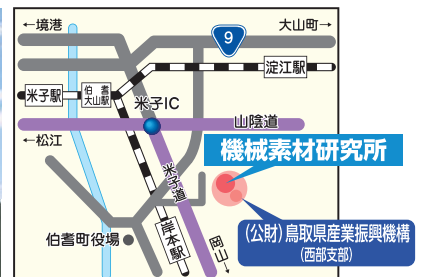 ←境港
大山町→
9
淀江駅
米子駅
伯耆
大山駅
米子IC
山陰道
←松江
機械素材研究所
米子道
(公財)鳥取県産業振興機構
(西部支部)
伯耆町役場
岸本駅
岡山→